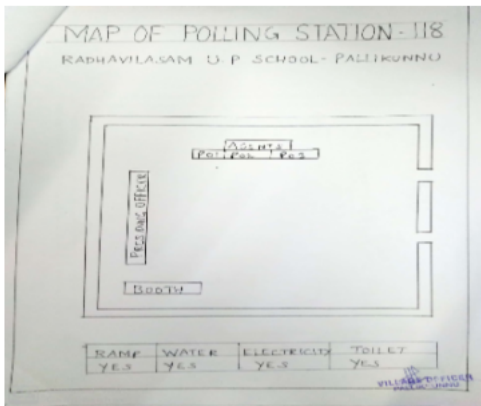 MAP OF POLLING STATION - 118
RADHAVILASAM U.P SCHOOL - PALLIKUNNU
AGENTS
PO1 PO2 PO3
PRESIDING OFFICER
BOOTH
RAMP WATER ELECTRICITY TOILET
YES YES YES YES
VILLAGE OFFICER